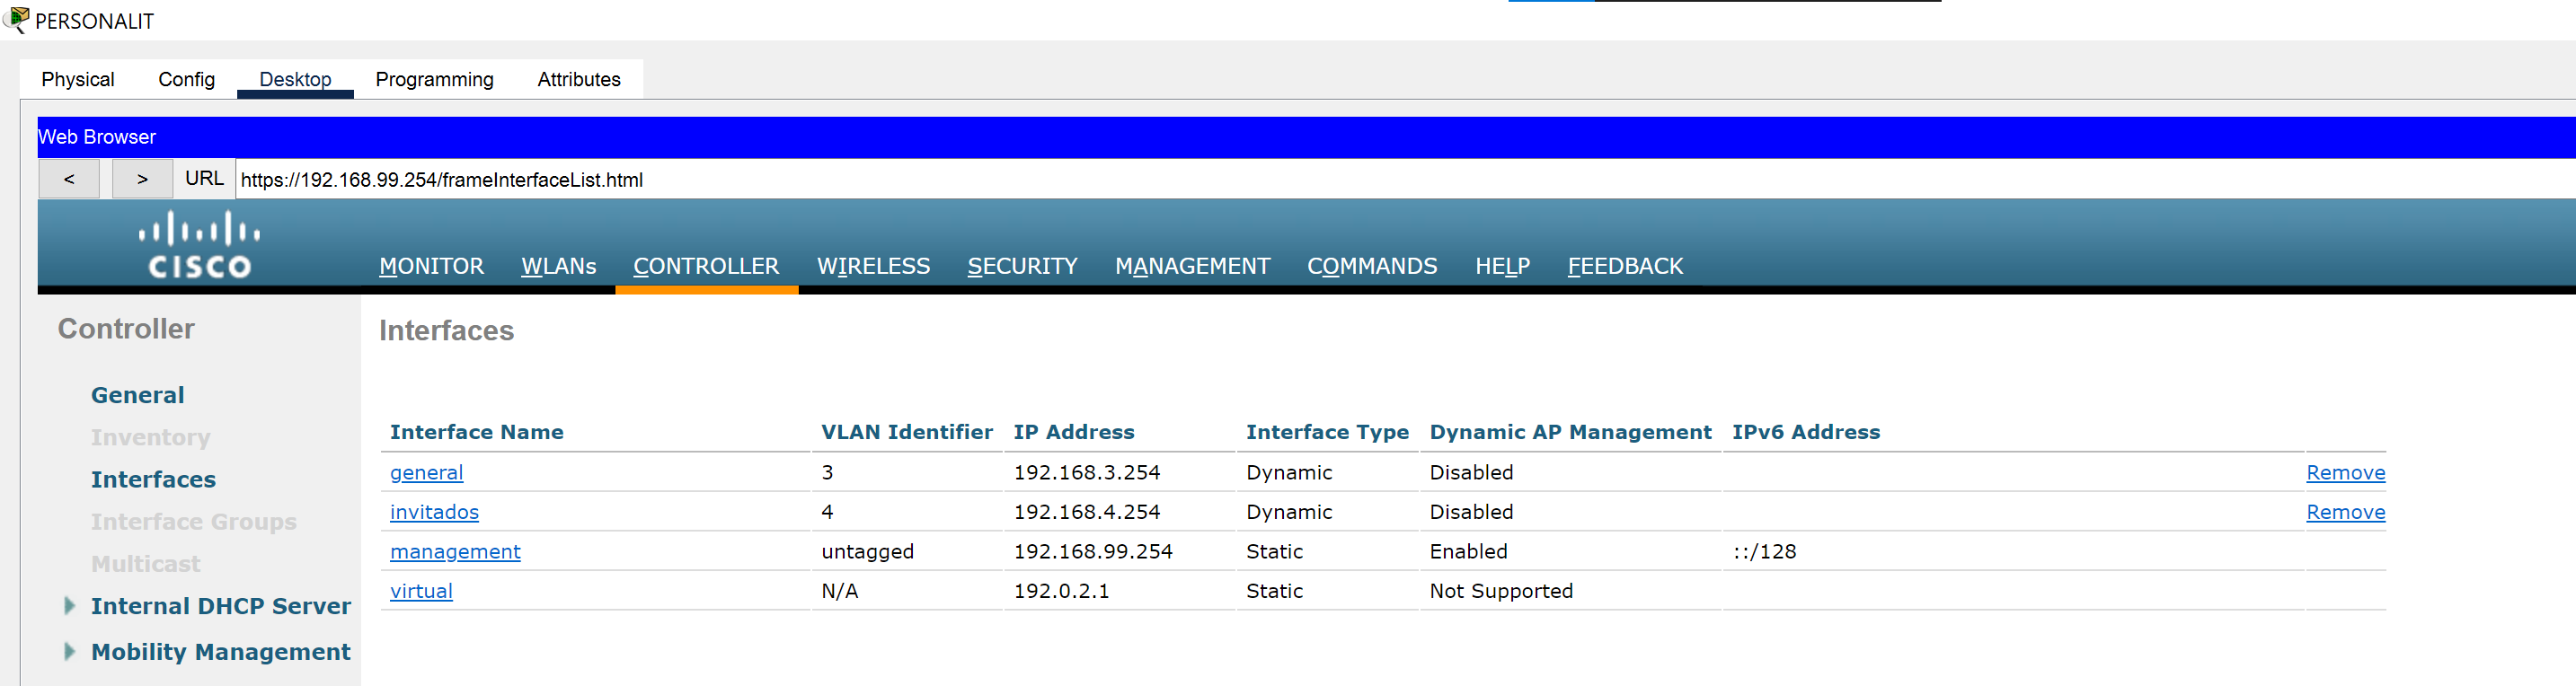 PERSONALIT
Physical Config Desktop Programming Attributes
Web Browser
< > URL https://192.168.99.254/frameInterfaceList.html
CISCO
MONITOR WLANs CONTROLLER WIRELESS SECURITY MANAGEMENT COMMANDS HELP FEEDBACK
Controller
General
Inventory
Interfaces
Interface Groups
Multicast
Internal DHCP Server
Mobility Management
Interfaces
Interface Name VLAN Identifier IP Address Interface Type Dynamic AP Management IPv6 Address
general 3 192.168.3.254 Dynamic Disabled Remove
invitados 4 192.168.4.254 Dynamic Disabled Remove
management untagged 192.168.99.254 Static Enabled ::/128
virtual N/A 192.0.2.1 Static Not Supported